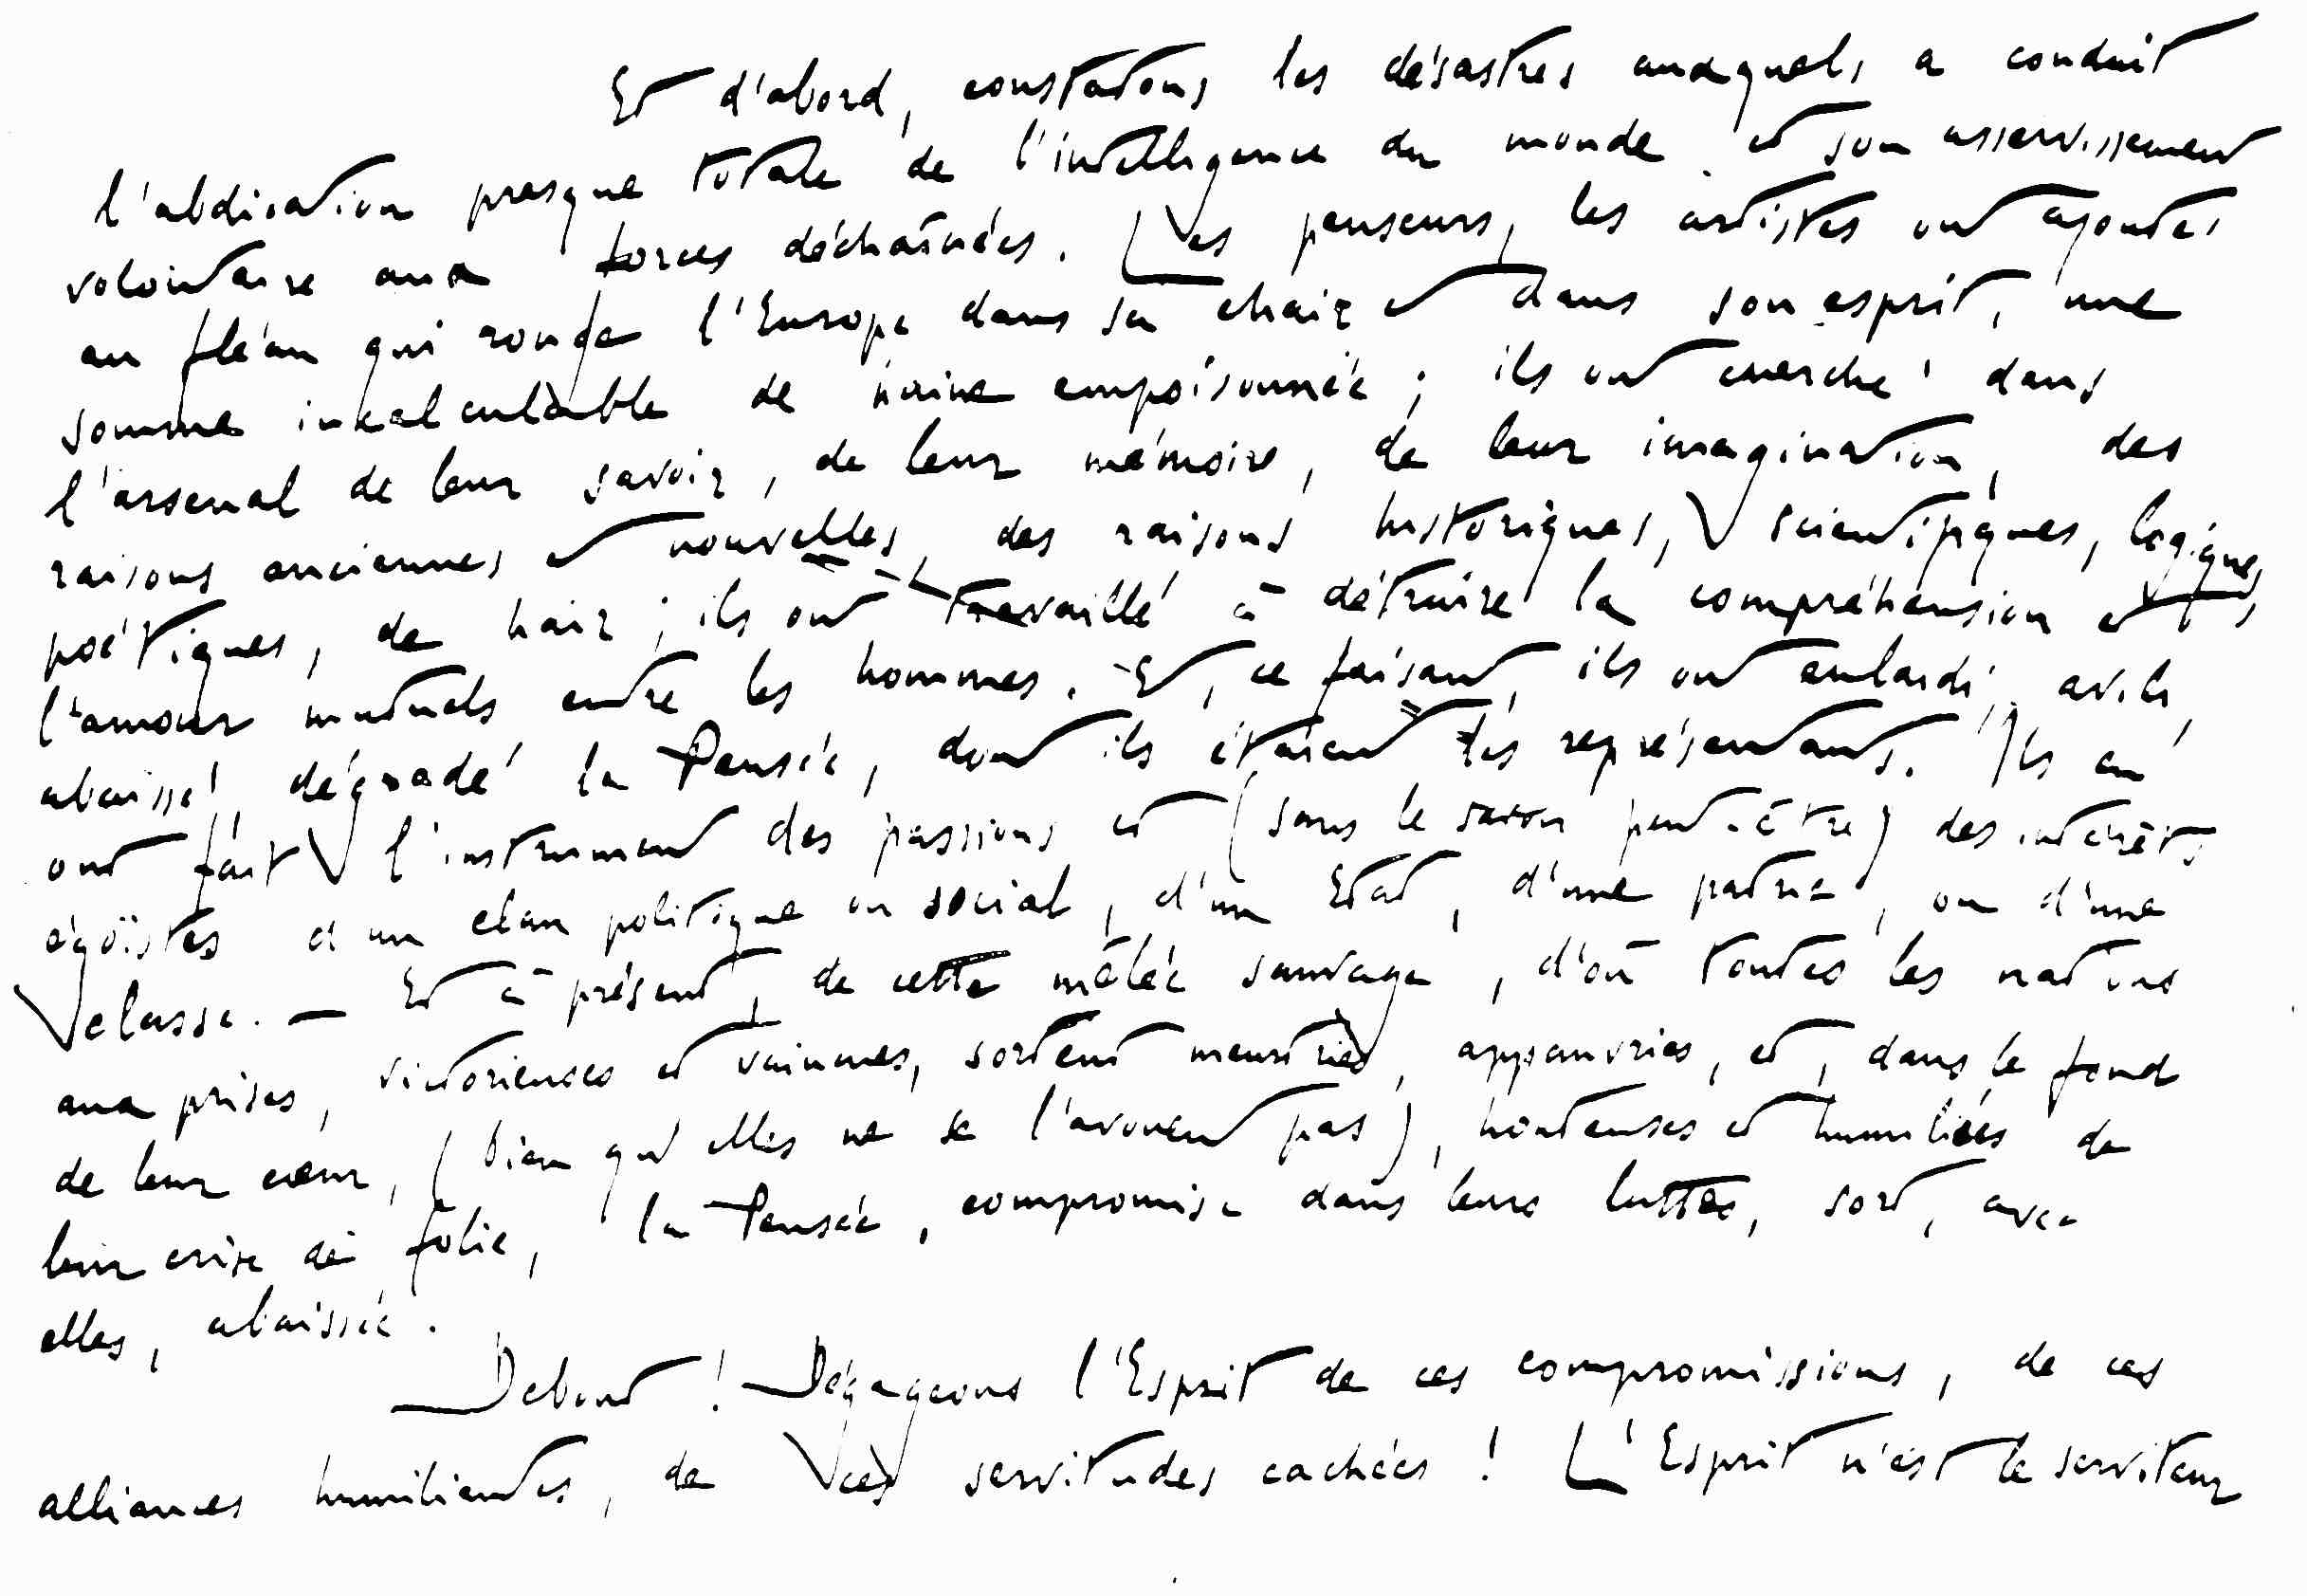 Et d'abord, constatons les désastres auxquels a conduit
l'abdication presque totale de l'intelligence du monde et son asservissement
volontaire aux forces déchaînées. Les penseurs, les artistes ont ajouté
au fléau qui ronge l'Europe dans sa chair et dans son esprit, une
somme incalculable de haine empoisonnée ; ils ont cherché dans
l'arsenal de leur savoir, de leur mémoire, de leur imagination, des
raisons anciennes et nouvelles, des raisons historiques, scientifiques, logiques,
poétiques, de haïr ; ils ont travaillé à détruire la compréhension et
l'amour mutuels entre les hommes. Et, ce faisant, ils ont enlaidi, avili,
abaissé, dégradé la Pensée, dont ils étaient les représentants. Ils en
ont fait l'instrument des passions et (sans le savoir peut-être) des intérêts
égoïstes d'un clan politique ou social, d'un Etat, d'une patrie, ou d'une
classe. — Et à présent, de cette mêlée sauvage, d'où toutes les nations
aux prises, victorieuses et vaincues, sortent meurtries, appauvries, et, dans le fond
de leur cœur, (bien qu'elles ne se l'avouent pas), honteuses et humiliées de
leur crise de folie, la Pensée, compromise dans leurs luttes, sort, avec
elles, abaissée.
Debout ! Dégageons l'Esprit de ces compromissions, de ces
alliances humiliantes, de ces servitudes cachées ! L'Esprit n'est le serviteur